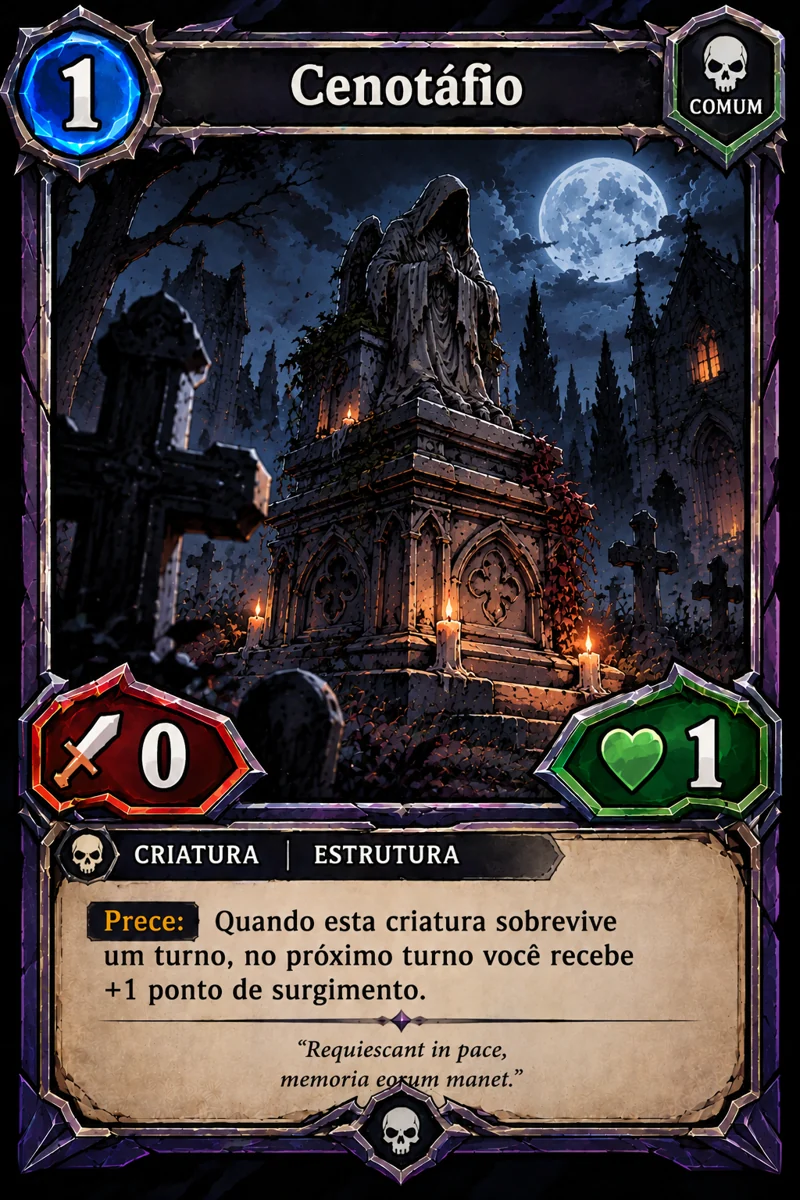 1
Cenotáfio
COMUM
0
1
CRIATURA | ESTRUTURA
Prece: Quando esta criatura sobrevive
um turno, no próximo turno você recebe
+1 ponto de surgimento.
“Requiescant in pace,
memoria eorum manet.”